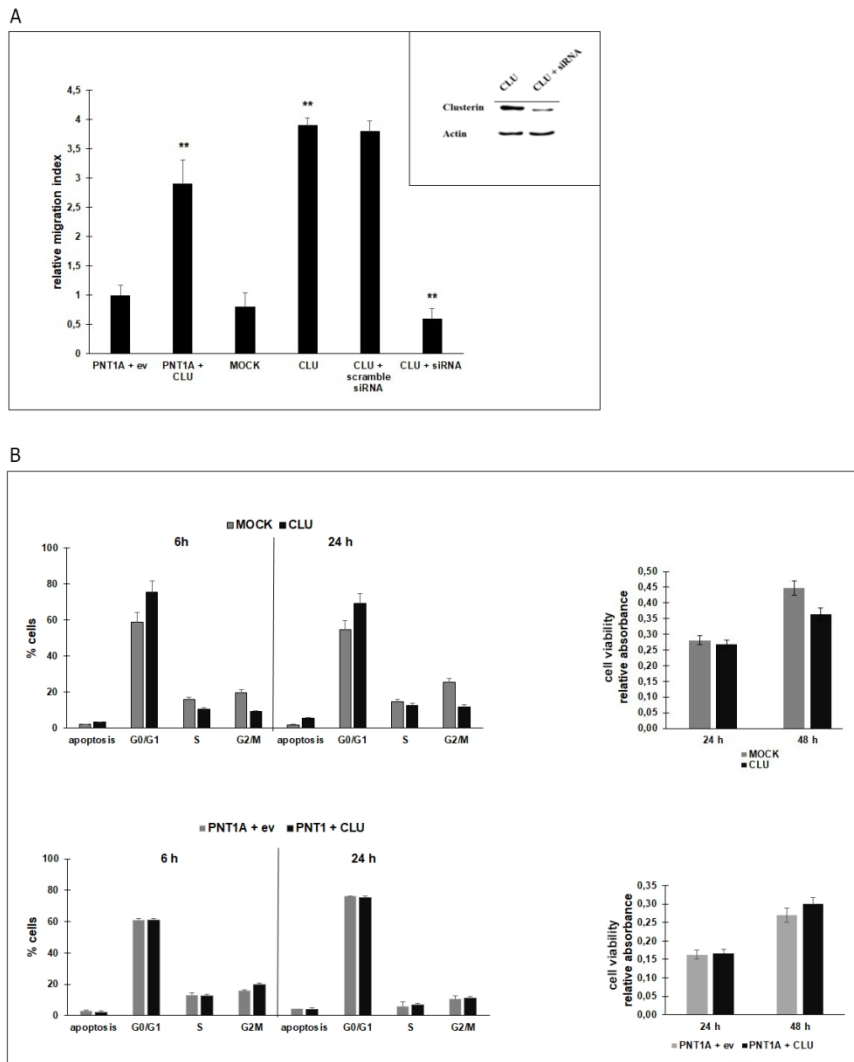 A
CLU
CLU + siRNA
Clusterin
Actin
relative migration index
4,5
4
3,5
3
2,5
2
1,5
1
0,5
0
**
**
**
PNT1A + ev
PNT1A +
CLU
MOCK
CLU
CLU +
scramble
siRNA
CLU + siRNA
B
MOCK CLU
6h
24 h
% cells
100
80
60
40
20
0
apoptosis G0/G1 S G2/M apoptosis G0/G1 S G2/M
cell viability
relative absorbance
0,50
0,45
0,40
0,35
0,30
0,25
0,20
0,15
0,10
0,05
0,00
24 h 48 h
MOCK
CLU
PNT1A + ev PNT1 + CLU
6 h
24 h
% cells
100
80
60
40
20
0
apoptosis G0/G1 S G2M apoptosis G0/G1 S G2/M
cell viability
relative absorbance
0,35
0,30
0,25
0,20
0,15
0,10
0,05
0,00
24 h 48 h
PNT1A + ev PNT1A + CLU